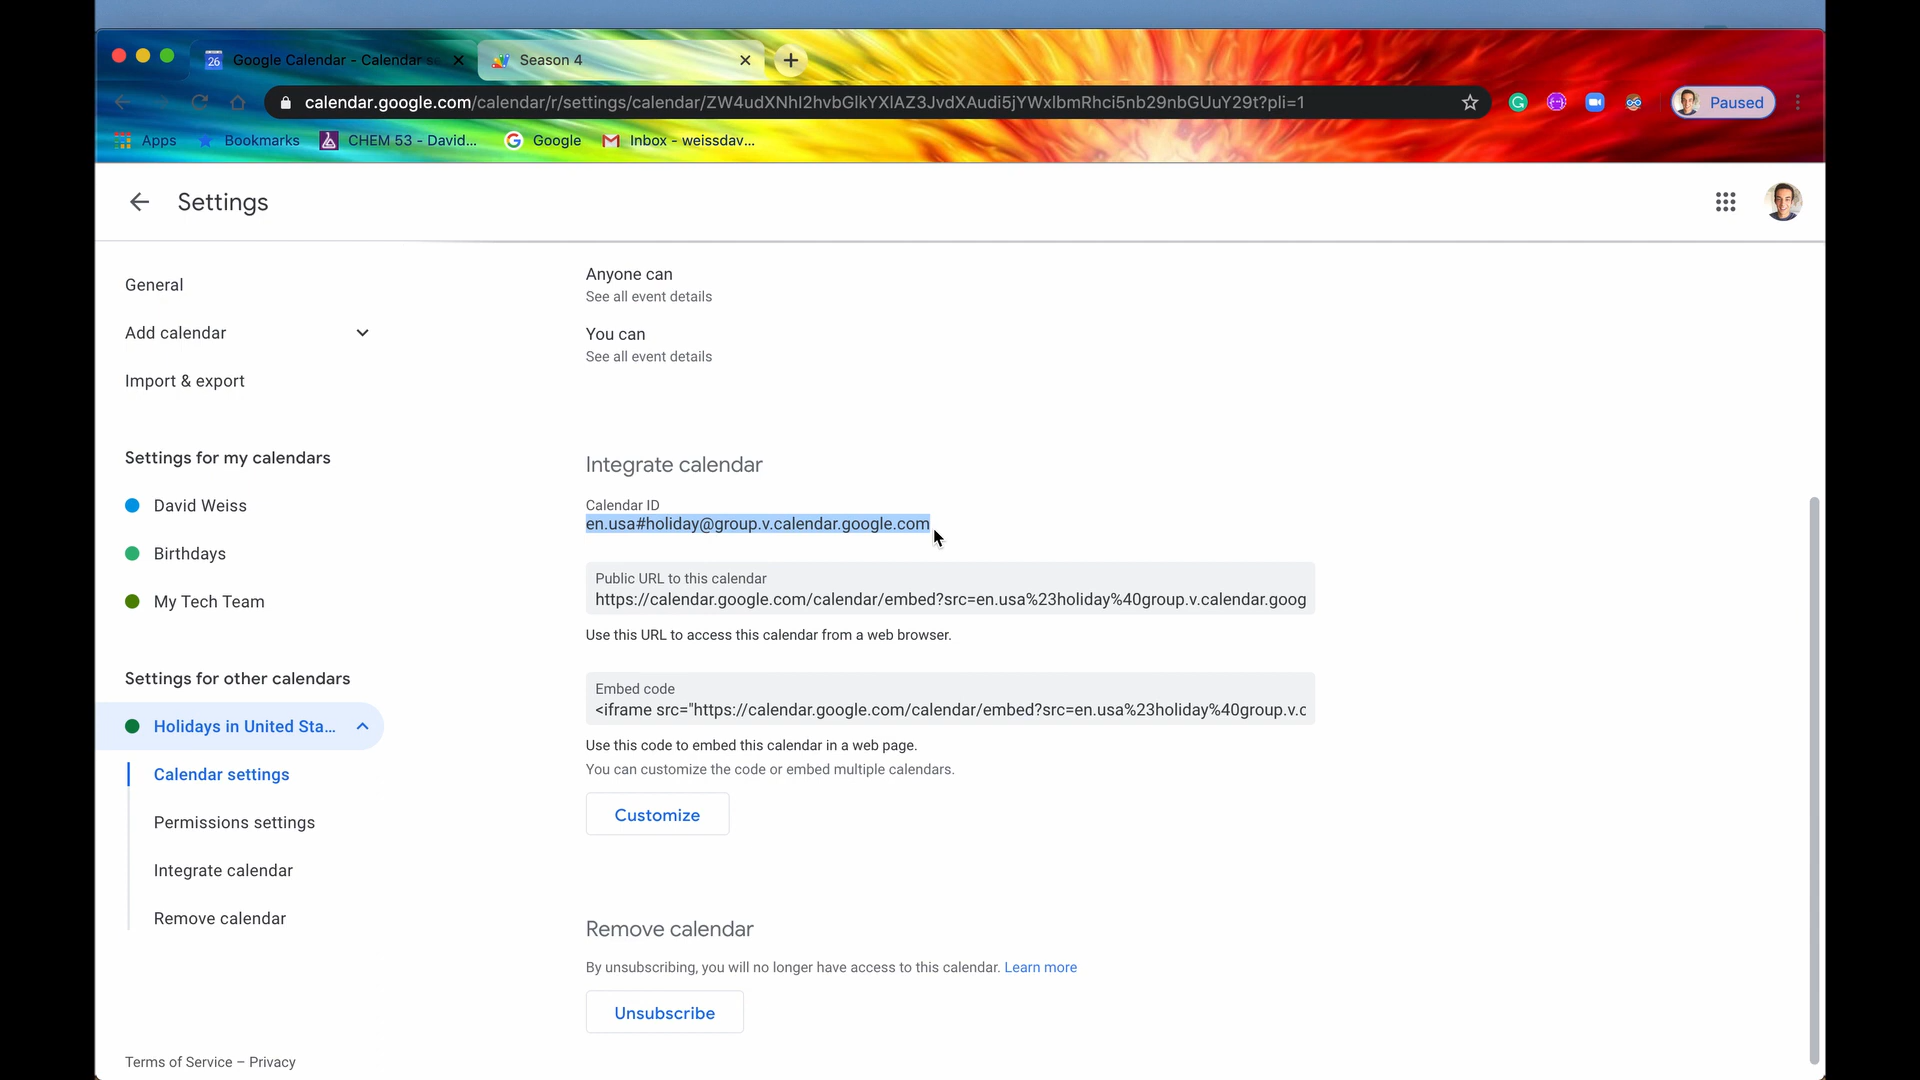 26 Google Calendar - Calendar s
Season 4
calendar.google.com/calendar/r/settings/calendar/ZW4udXNhI2hvbGlkYXlAZ3JvdXAudi5jYWxlbmRhci5nb29nbGUuY29t?pli=1
Paused
Apps Bookmarks CHEM 53 - David... Google Inbox - weissdav...
Settings
General
Add calendar
Import & export
Settings for my calendars
David Weiss
Birthdays
My Tech Team
Settings for other calendars
Holidays in United Sta...
Calendar settings
Permissions settings
Integrate calendar
Remove calendar
Terms of Service – Privacy
Anyone can
See all event details
You can
See all event details
Integrate calendar
Calendar ID
en.usa#holiday@group.v.calendar.google.com
Public URL to this calendar
https://calendar.google.com/calendar/embed?src=en.usa%23holiday%40group.v.calendar.goog
Use this URL to access this calendar from a web browser.
Embed code
<iframe src="https://calendar.google.com/calendar/embed?src=en.usa%23holiday%40group.v.c
Use this code to embed this calendar in a web page.
You can customize the code or embed multiple calendars.
Customize
Remove calendar
By unsubscribing, you will no longer have access to this calendar. Learn more
Unsubscribe